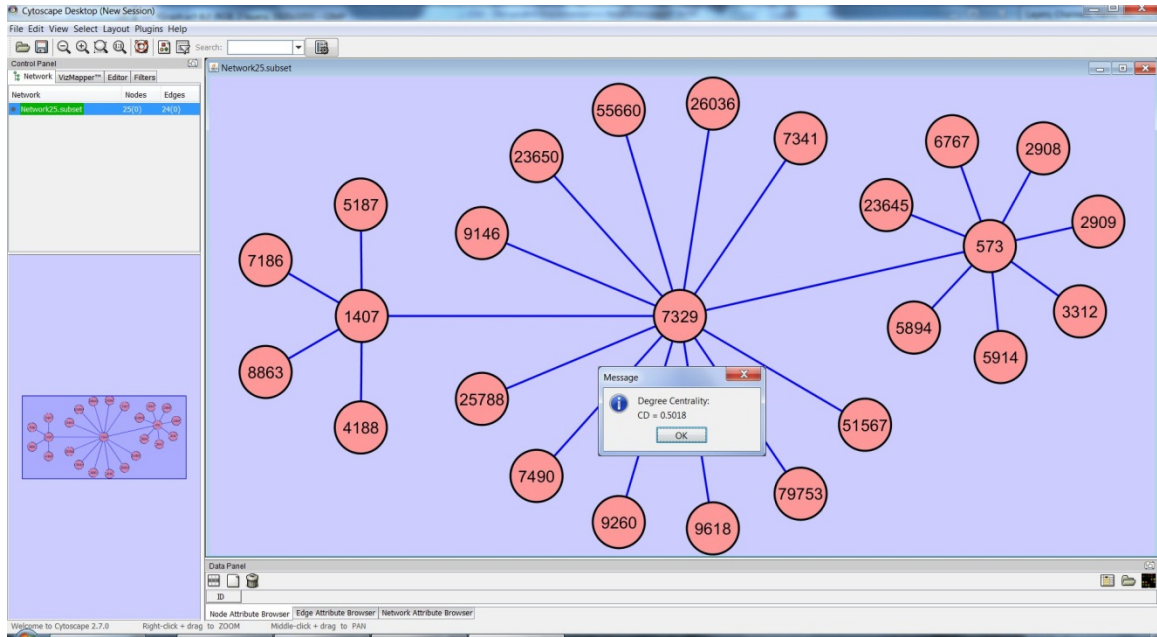 Cytoscape Desktop (New Session)
File Edit View Select Layout Plugins Help
Search:
Control Panel
Network VizMapper™ Editor Filters
Network Nodes Edges
Network25.subset 25(0) 24(0)
Network25.subset
55660
26036
7341
6767
2908
23650
5187
23645
2909
9146
573
7186
1407
7329
3312
5894
5914
8863
25788
4188
51567
7490
79753
9260
9618
Message
Degree Centrality:
CD = 0.5018
OK
Data Panel
ID
Node Attribute Browser Edge Attribute Browser Network Attribute Browser
Welcome to Cytoscape 2.7.0 Right-click + drag to ZOOM Middle-click + drag to PAN